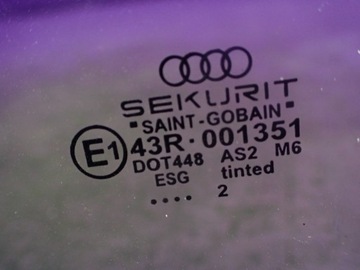 SEKURIT
SAINT-GOBAIN
E1 43R·001351
DOT448 AS2 M6
ESG tinted
.... 2